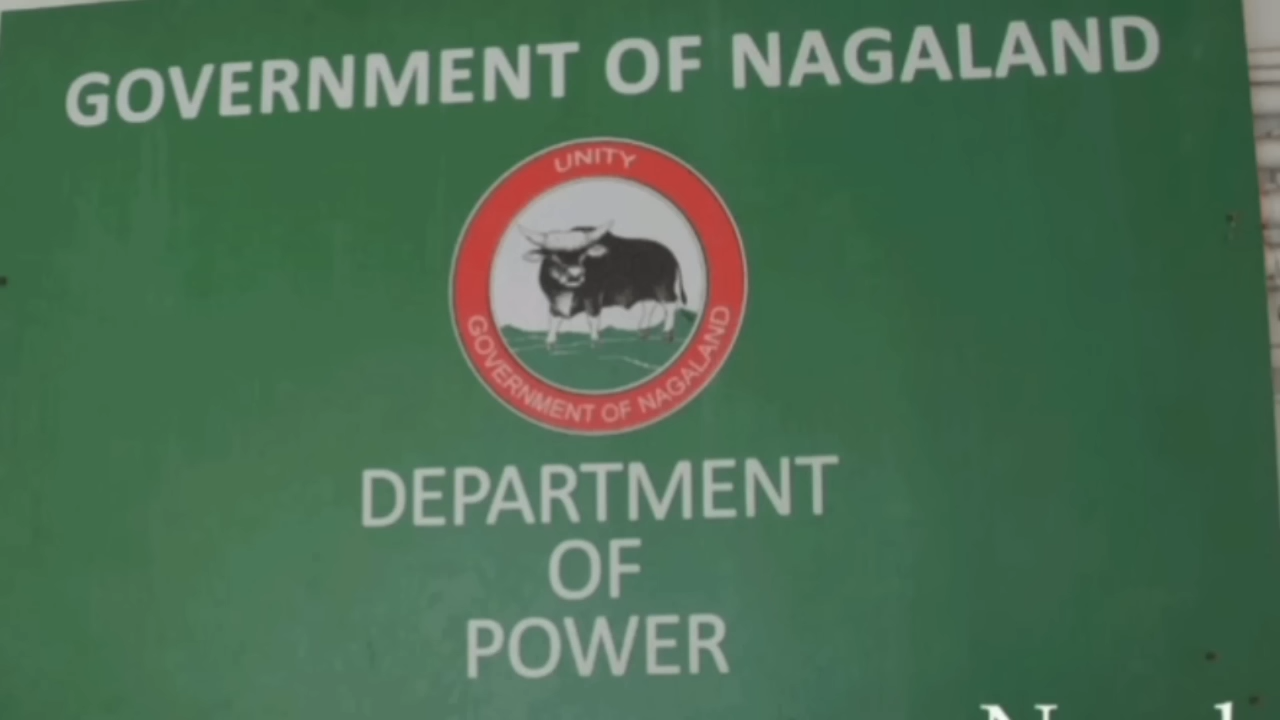 GOVERNMENT OF NAGALAND
UNITY
GOVERNMENT OF NAGALAND
DEPARTMENT
OF
POWER